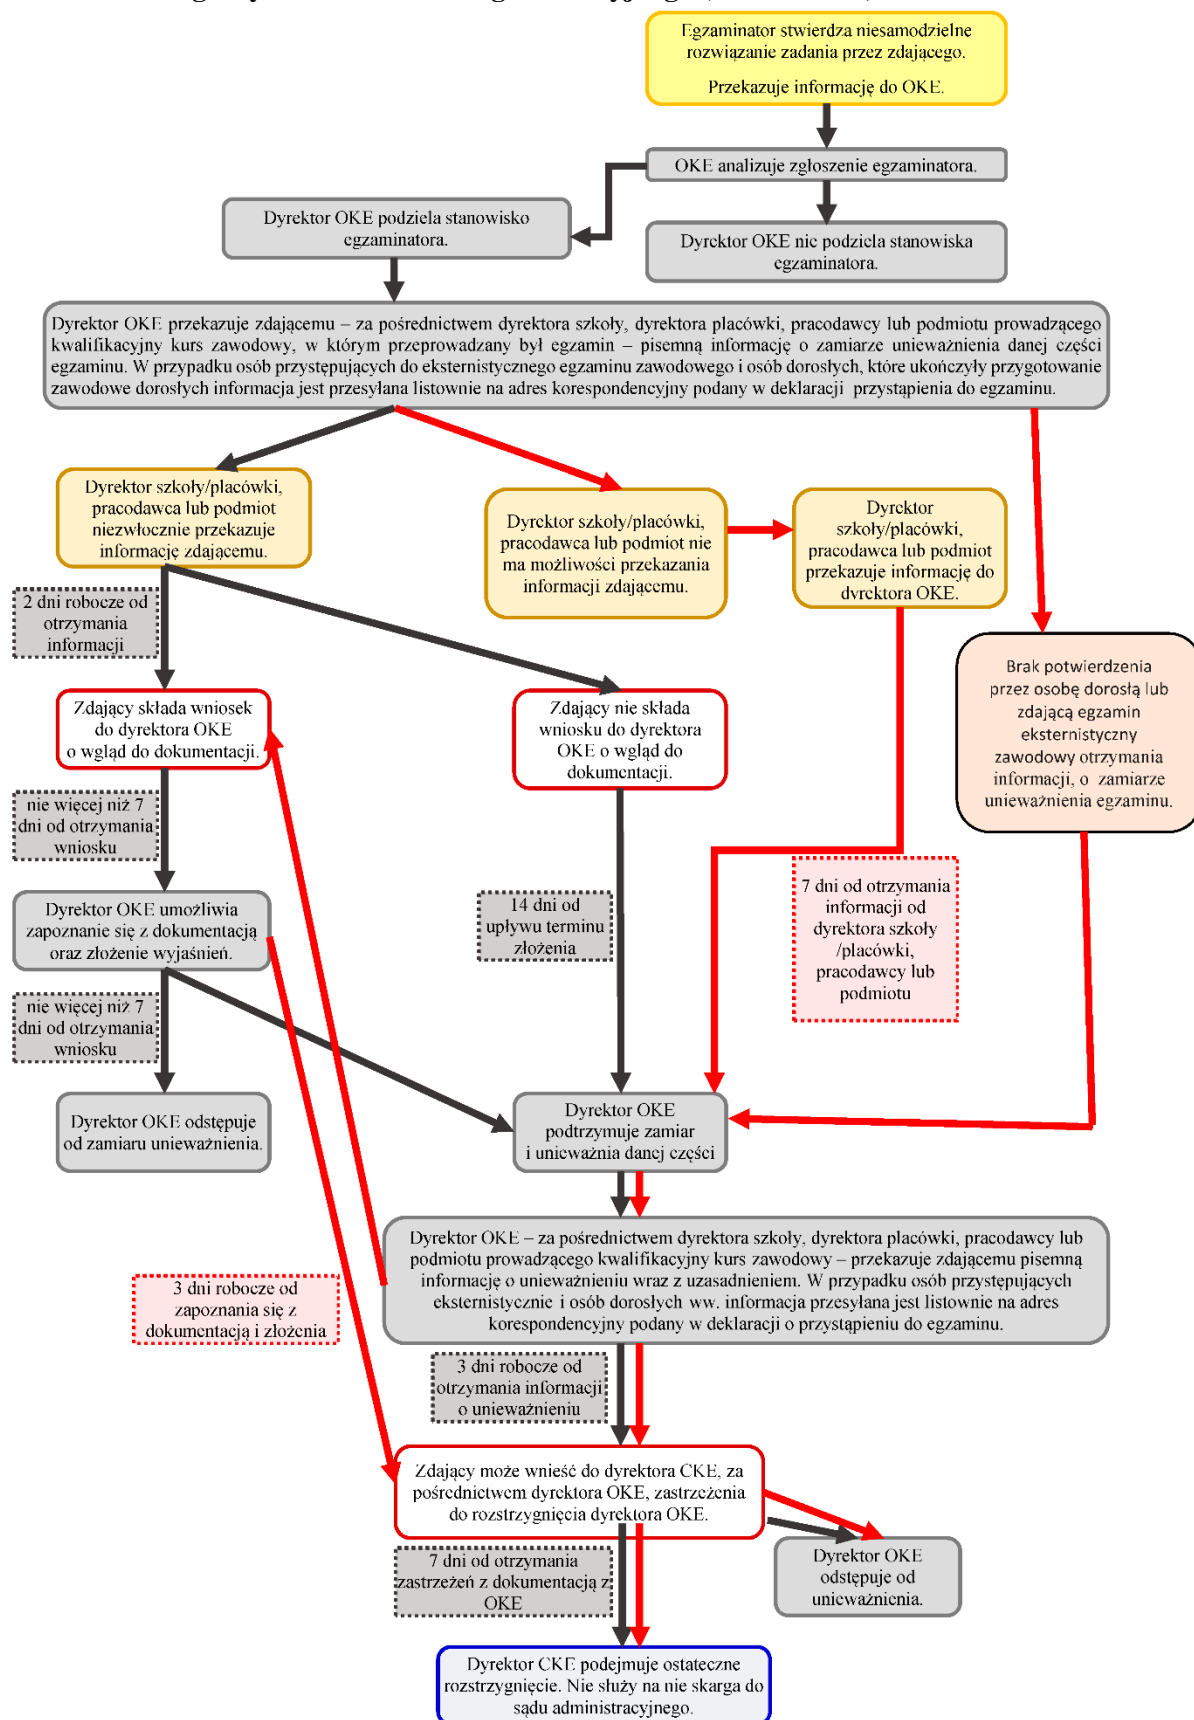 Egzaminator stwierdza niesamodzielne
rozwiązanie zadania przez zdającego.
Przekazuje informację do OKE.
OKE analizuje zgłoszenie egzaminatora.
Dyrektor OKE podziela stanowisko
egzaminatora.
Dyrektor OKE nie podziela stanowiska
egzaminatora.
Dyrektor OKE przekazuje zdającemu – za pośrednictwem dyrektora szkoły, dyrektora placówki, pracodawcy lub podmiotu prowadzącego
kwalifikacyjny kurs zawodowy, w którym przeprowadzany był egzamin – pisemną informację o zamiarze unieważnienia danej części
egzaminu. W przypadku osób przystępujących do eksternistycznego egzaminu zawodowego i osób dorosłych, które ukończyły przygotowanie
zawodowe dorosłych informacja jest przesyłana listownie na adres korespondencyjny podany w deklaracji przystąpienia do egzaminu.
Dyrektor szkoły/placówki,
pracodawca lub podmiot
niezwłocznie przekazuje
informację zdającemu.
Dyrektor szkoły/placówki,
pracodawca lub podmiot nie
ma możliwości przekazania
informacji zdającemu.
Dyrektor
szkoły/placówki,
pracodawca lub podmiot
przekazuje informację do
dyrektora OKE.
2 dni robocze od
otrzymania
informacji
Brak potwierdzenia
przez osobę dorosłą lub
zdającą egzamin
eksternistyczny
zawodowy otrzymania
informacji, o zamiarze
unieważnienia egzaminu.
Zdający składa wniosek
do dyrektora OKE
o wgląd do dokumentacji.
Zdający nie składa
wniosku do dyrektora
OKE o wgląd do
dokumentacji.
nie więcej niż 7
dni od otrzymania
wniosku
Dyrektor OKE umożliwia
zapoznanie się z dokumentacją
oraz złożenie wyjaśnień.
14 dni od
upływu terminu
złożenia
7 dni od otrzymania
informacji od
dyrektora szkoły
/placówki,
pracodawcy lub
podmiotu
nie więcej niż 7
dni od otrzymania
wniosku
Dyrektor OKE odstępuje
od zamiaru unieważnienia.
Dyrektor OKE
podtrzymuje zamiar
i unieważnia danej części
Dyrektor OKE – za pośrednictwem dyrektora szkoły, dyrektora placówki, pracodawcy lub
podmiotu prowadzącego kwalifikacyjny kurs zawodowy – przekazuje zdającemu pisemną
informację o unieważnieniu wraz z uzasadnieniem. W przypadku osób przystępujących
eksternistycznie i osób dorosłych ww. informacja przesyłana jest listownie na adres
korespondencyjny podany w deklaracji o przystąpieniu do egzaminu.
3 dni robocze od
zapoznania się z
dokumentacją i złożenia
3 dni robocze od
otrzymania informacji
o unieważnieniu
Zdający może wnieść do dyrektora CKE, za
pośrednictwem dyrektora OKE, zastrzeżenia
do rozstrzygnięcia dyrektora OKE.
7 dni od otrzymania
zastrzeżeń z dokumentacją z
OKE
Dyrektor OKE
odstępuje od
unieważnienia.
Dyrektor CKE podejmuje ostateczne
rozstrzygnięcie. Nie służy na nie skarga do
sądu administracyjnego.